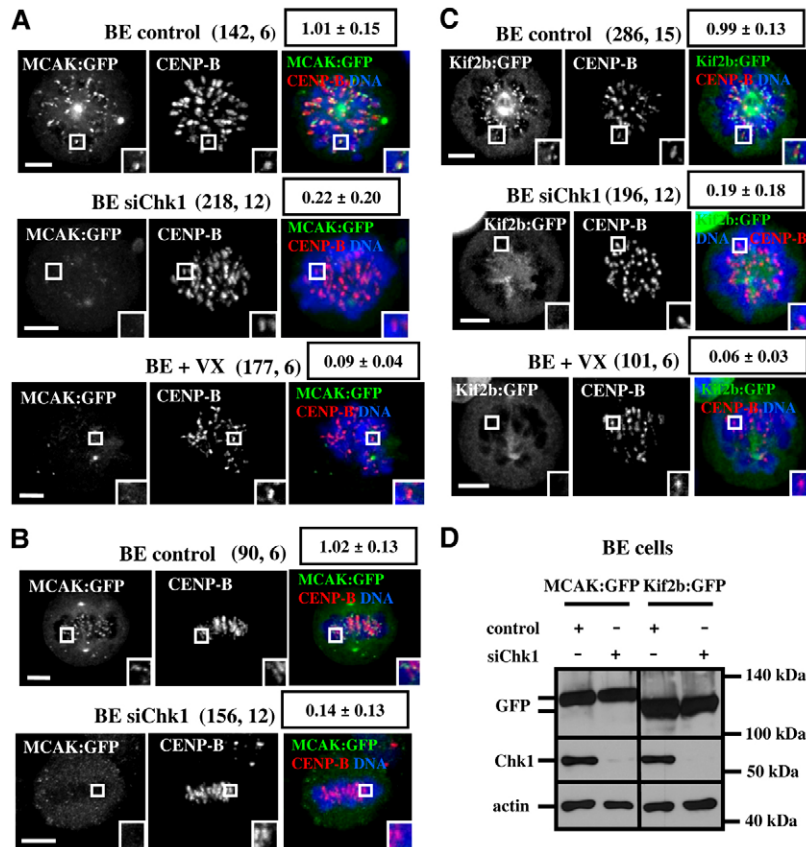 A
BE control (142, 6) 1.01 ± 0.15
MCAK:GFP CENP-B MCAK:GFP
CENP-B DNA
BE siChk1 (218, 12) 0.22 ± 0.20
MCAK:GFP CENP-B MCAK:GFP
CENP-B DNA
BE + VX (177, 6) 0.09 ± 0.04
MCAK:GFP CENP-B MCAK:GFP
CENP-B DNA
B
BE control (90, 6) 1.02 ± 0.13
MCAK:GFP CENP-B MCAK:GFP
CENP-B DNA
BE siChk1 (156, 12) 0.14 ± 0.13
MCAK:GFP CENP-B MCAK:GFP
CENP-B DNA
C
BE control (286, 15) 0.99 ± 0.13
Kif2b:GFP CENP-B Kif2b:GFP
CENP-B DNA
BE siChk1 (196, 12) 0.19 ± 0.18
Kif2b:GFP CENP-B Kif2b:GFP
DNA CENP-B
BE + VX (101, 6) 0.06 ± 0.03
Kif2b:GFP CENP-B Kif2b:GFP
CENP-B DNA
D
BE cells
MCAK:GFP Kif2b:GFP
control + – + –
siChk1 – + – +
140 kDa
GFP
100 kDa
Chk1
50 kDa
actin
40 kDa